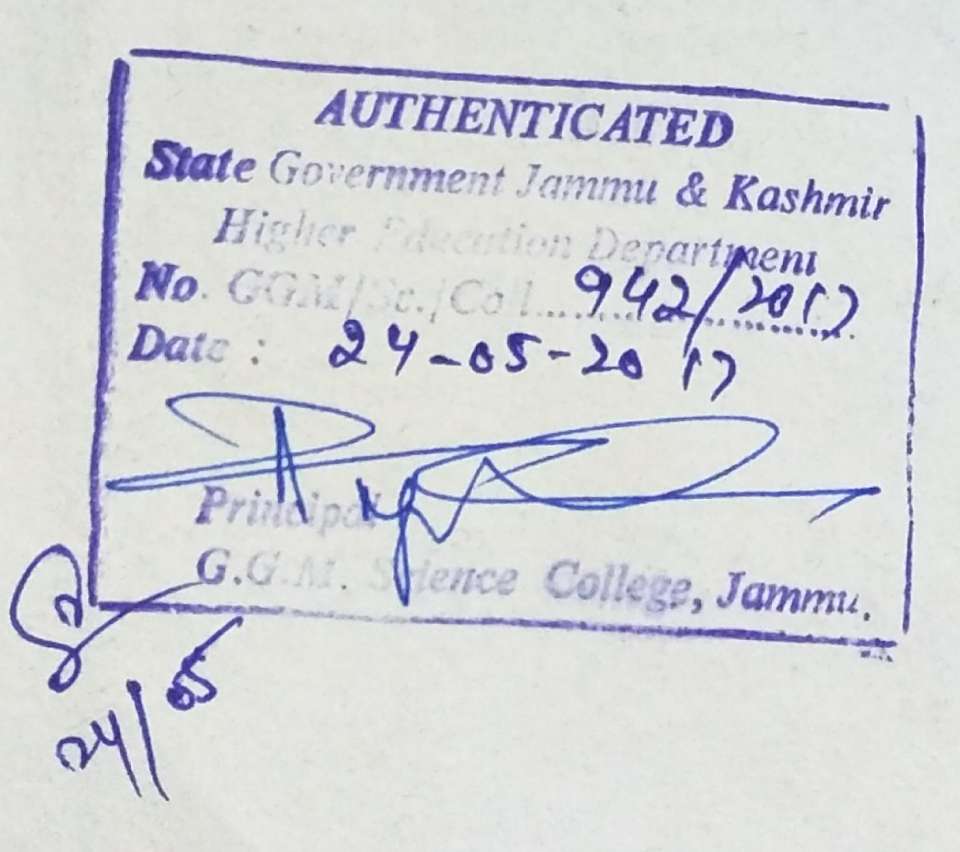 AUTHENTICATED
State Government Jammu & Kashmir
Higher Education Department
No. GGM/Sc./Coll......942/2017
Date : 24-05-2017
Principal
G.G.M. Science College, Jammu.
24/05